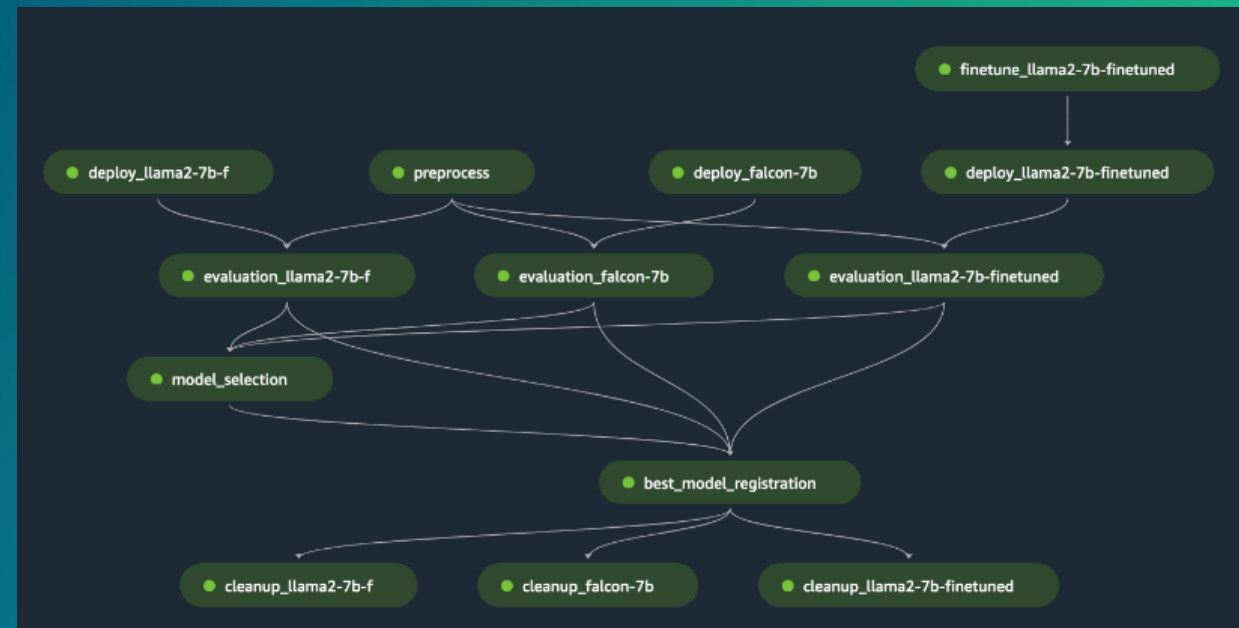 finetune_llama2-7b-finetuned
deploy_llama2-7b-f
preprocess
deploy_falcon-7b
deploy_llama2-7b-finetuned
evaluation_llama2-7b-f
evaluation_falcon-7b
evaluation_llama2-7b-finetuned
model_selection
best_model_registration
cleanup_llama2-7b-f
cleanup_falcon-7b
cleanup_llama2-7b-finetuned